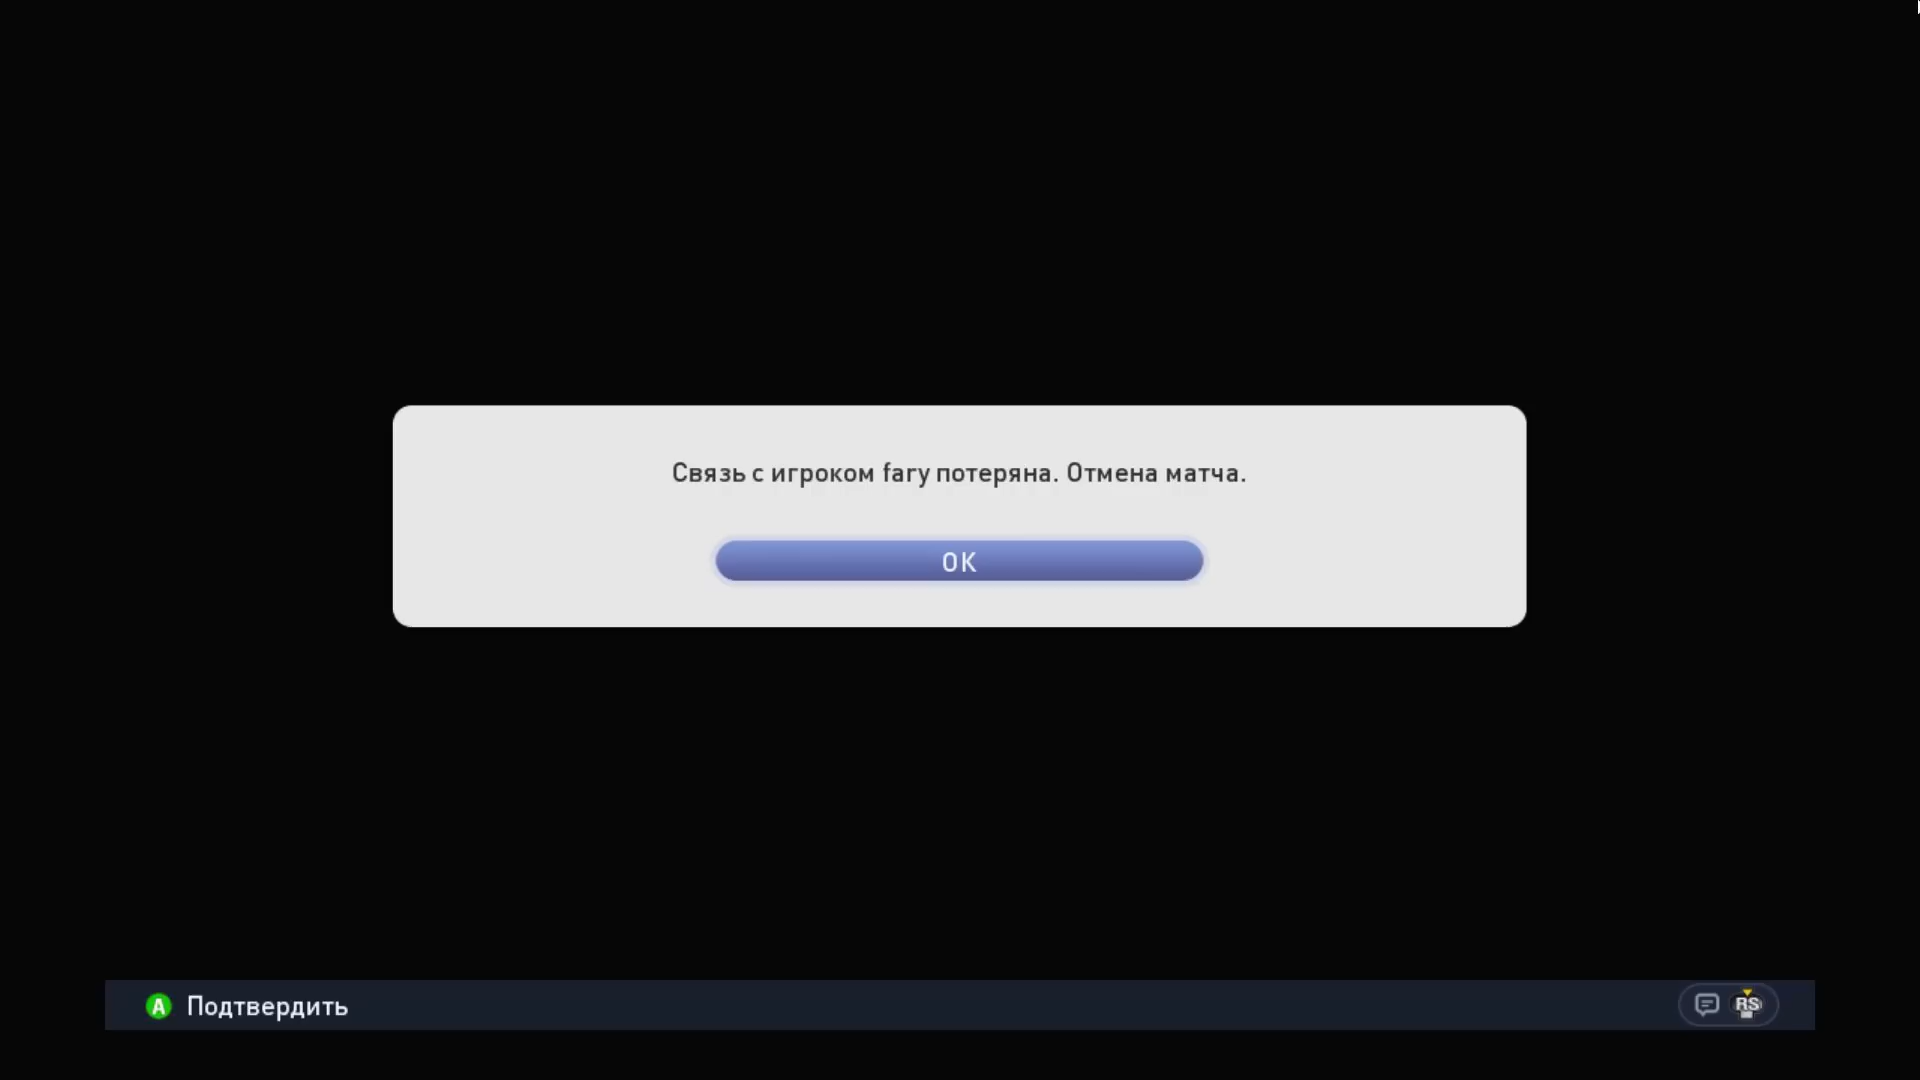 Связь с игроком fary потеряна. Отмена матча.
OK
A Подтвердить
RS